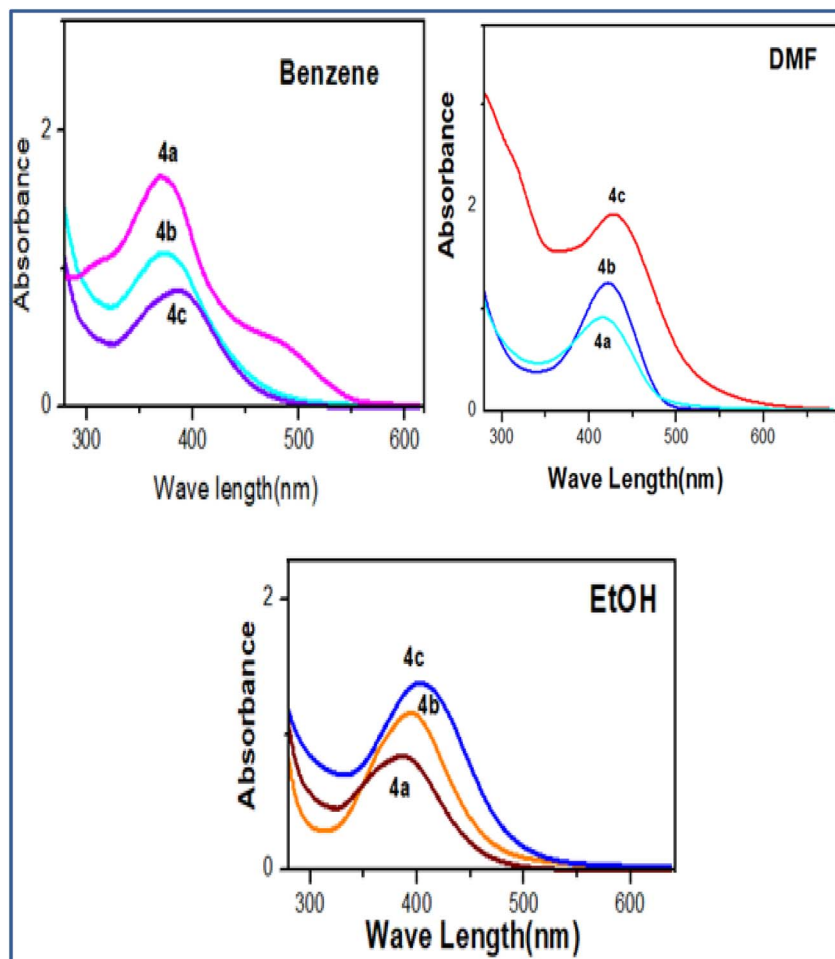 Benzene
2
4a
4b
4c
Absorbance
0
300 400 500 600
Wave length(nm)
DMF
4c
2
4b
4a
Absorbance
0
300 400 500 600
Wave Length(nm)
EtOH
2
4c
4b
4a
Absorbance
0
300 400 500 600
Wave Length(nm)